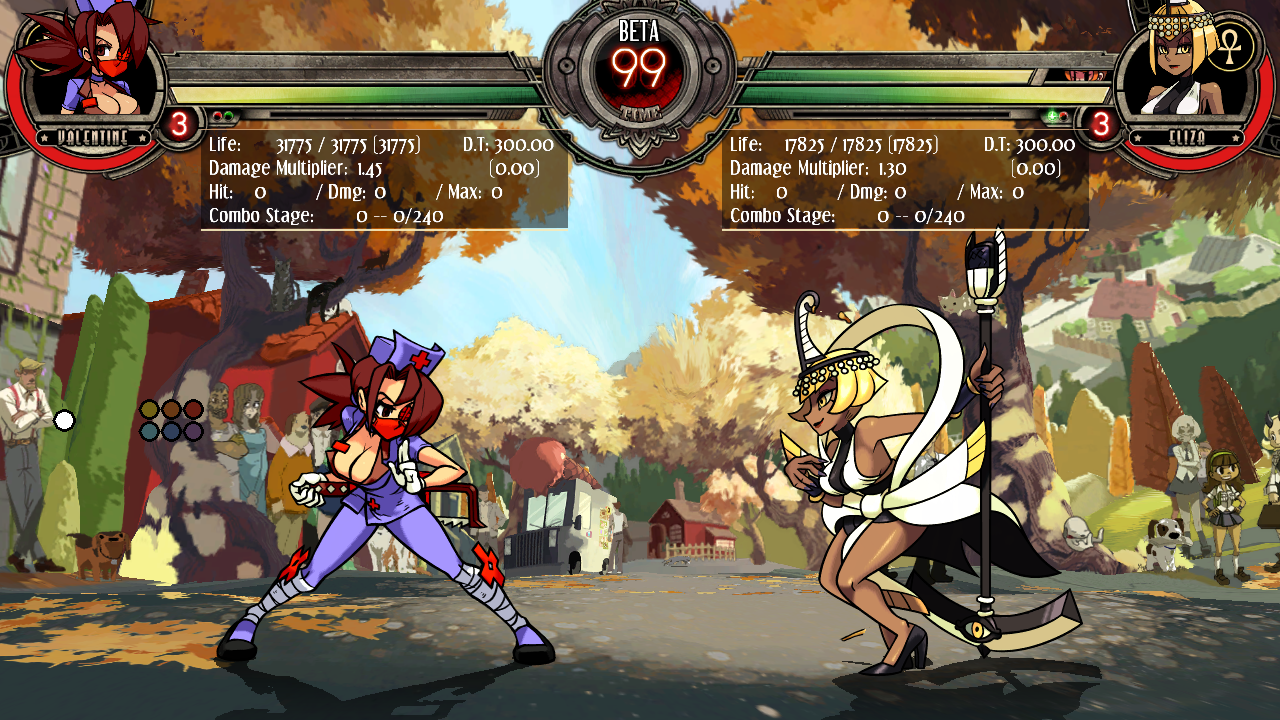 BETA
99
TIME
VALENTINE
3
3
ELIZA
Life: 31775 / 31775 (31775) D.T: 300.00
Damage Multiplier: 1.45 (0.00)
Hit: 0 / Dmg: 0 / Max: 0
Combo Stage: 0 -- 0/240
Life: 17825 / 17825 (17825) D.T: 300.00
Damage Multiplier: 1.30 (0.00)
Hit: 0 / Dmg: 0 / Max: 0
Combo Stage: 0 -- 0/240